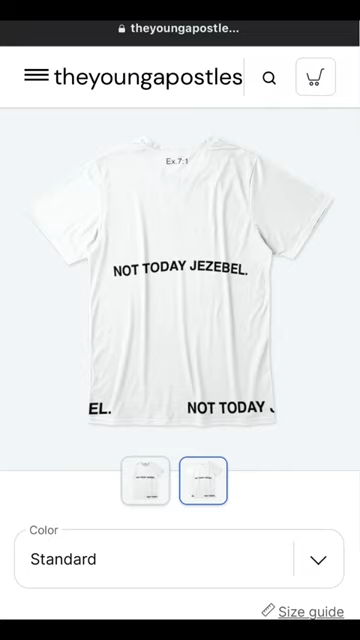 theyoungapostle...
theyoungapostles
Ex.7:1
NOT TODAY JEZEBEL.
EL.
NOT TODAY
Color
Standard
Size guide